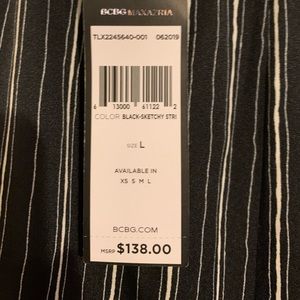 BCBGMAXAZRIA
TLX2245640-001 062019
6 13000 61122 2
COLOR BLACK-SKETCHY STRI
SIZE L
AVAILABLE IN
XS S M L
BCBG.COM
MSRP $138.00